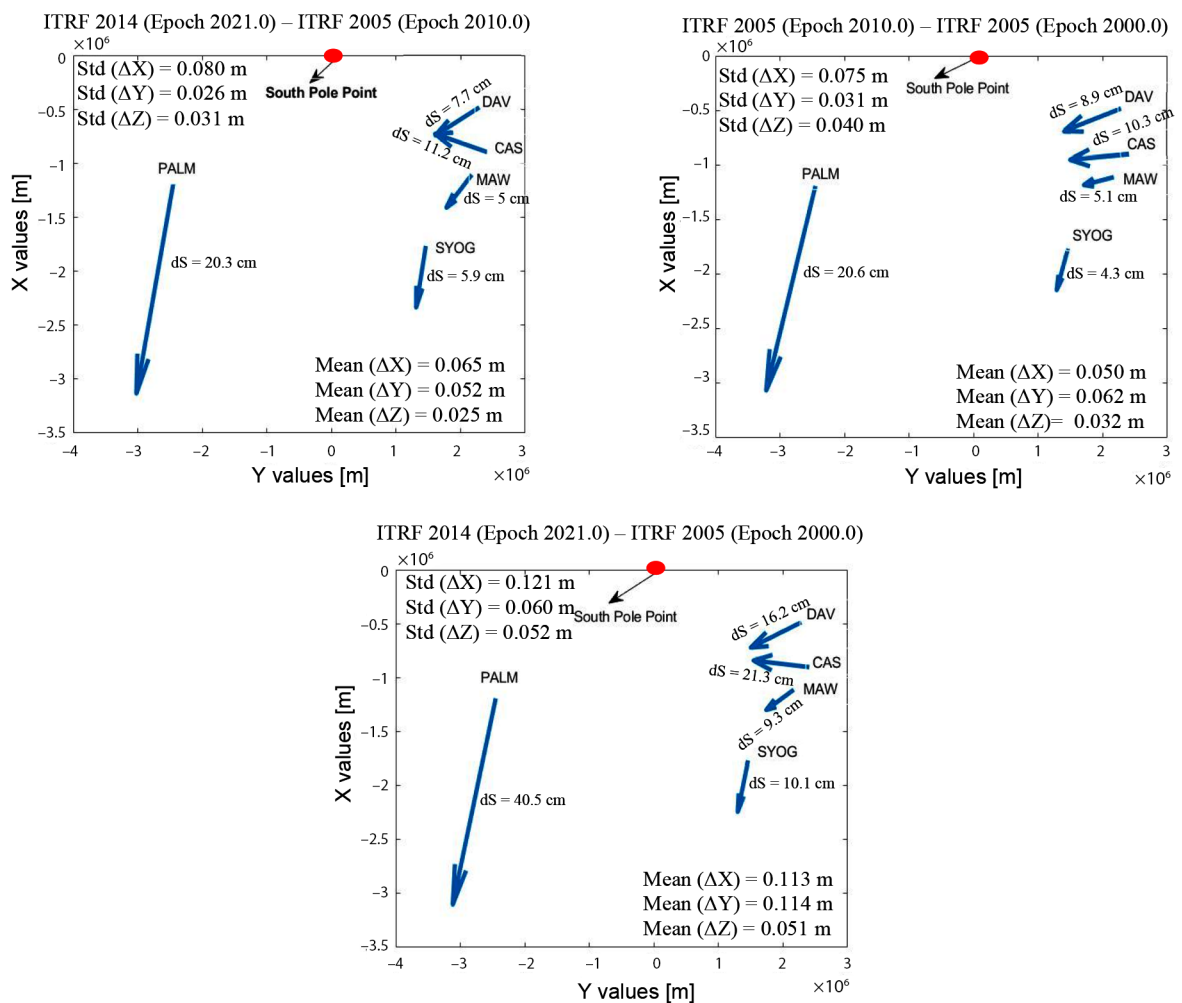 ITRF 2014 (Epoch 2021.0) – ITRF 2005 (Epoch 2010.0)
×10⁶
0
Std (ΔX) = 0.080 m
Std (ΔY) = 0.026 m
Std (ΔZ) = 0.031 m
South Pole Point
dS = 7.7 cm
DAV
dS = 11.2 cm
CAS
PALM
MAW
dS = 5 cm
SYOG
dS = 20.3 cm
dS = 5.9 cm
Mean (ΔX) = 0.065 m
Mean (ΔY) = 0.052 m
Mean (ΔZ) = 0.025 m
–0.5
–1
–1.5
–2
–2.5
–3
–3.5
X values [m]
–4 –3 –2 –1 0 1 2 3
Y values [m]
×10⁶
ITRF 2005 (Epoch 2010.0) – ITRF 2005 (Epoch 2000.0)
×10⁶
0
Std (ΔX) = 0.075 m
Std (ΔY) = 0.031 m
Std (ΔZ) = 0.040 m
South Pole Point
dS = 8.9 cm
DAV
dS = 10.3 cm
CAS
PALM
MAW
dS = 5.1 cm
SYOG
dS = 20.6 cm
dS = 4.3 cm
Mean (ΔX) = 0.050 m
Mean (ΔY) = 0.062 m
Mean (ΔZ)= 0.032 m
–0.5
–1
–1.5
–2
–2.5
–3
–3.5
X values [m]
–4 –3 –2 –1 0 1 2 3
Y values [m]
×10⁶
ITRF 2014 (Epoch 2021.0) – ITRF 2005 (Epoch 2000.0)
×10⁶
0
Std (ΔX) = 0.121 m
Std (ΔY) = 0.060 m
Std (ΔZ) = 0.052 m
South Pole Point
dS = 16.2 cm
DAV
CAS
dS = 21.3 cm
PALM
MAW
dS = 9.3 cm
SYOG
dS = 40.5 cm
dS = 10.1 cm
Mean (ΔX) = 0.113 m
Mean (ΔY) = 0.114 m
Mean (ΔZ) = 0.051 m
–0.5
–1
–1.5
–2
–2.5
–3
–3.5
X values [m]
–4 –3 –2 –1 0 1 2 3
Y values [m]
×10⁶